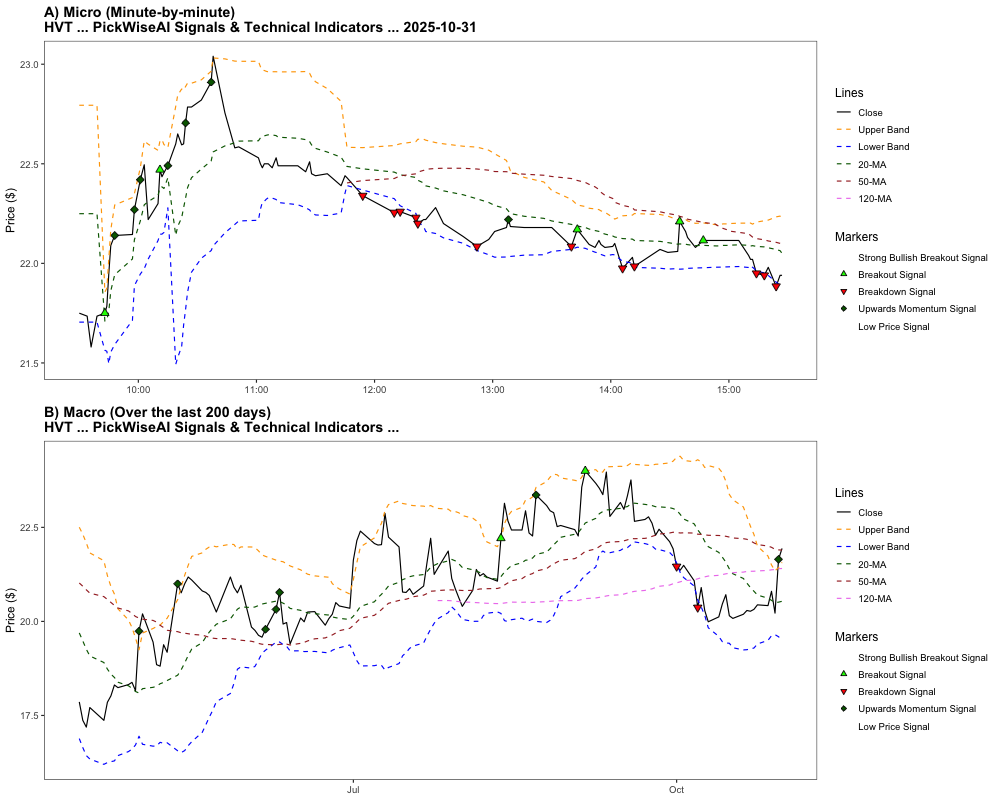 A) Micro (Minute-by-minute)
HVT ... PickWiseAI Signals & Technical Indicators ... 2025-10-31
Price ($)
23.0
22.5
22.0
21.5
10:00
11:00
12:00
13:00
14:00
15:00
Lines
Close
Upper Band
Lower Band
20-MA
50-MA
120-MA
Markers
Strong Bullish Breakout Signal
Breakout Signal
Breakdown Signal
Upwards Momentum Signal
Low Price Signal
B) Macro (Over the last 200 days)
HVT ... PickWiseAI Signals & Technical Indicators ...
Price ($)
22.5
20.0
17.5
Jul
Oct
Lines
Close
Upper Band
Lower Band
20-MA
50-MA
120-MA
Markers
Strong Bullish Breakout Signal
Breakout Signal
Breakdown Signal
Upwards Momentum Signal
Low Price Signal